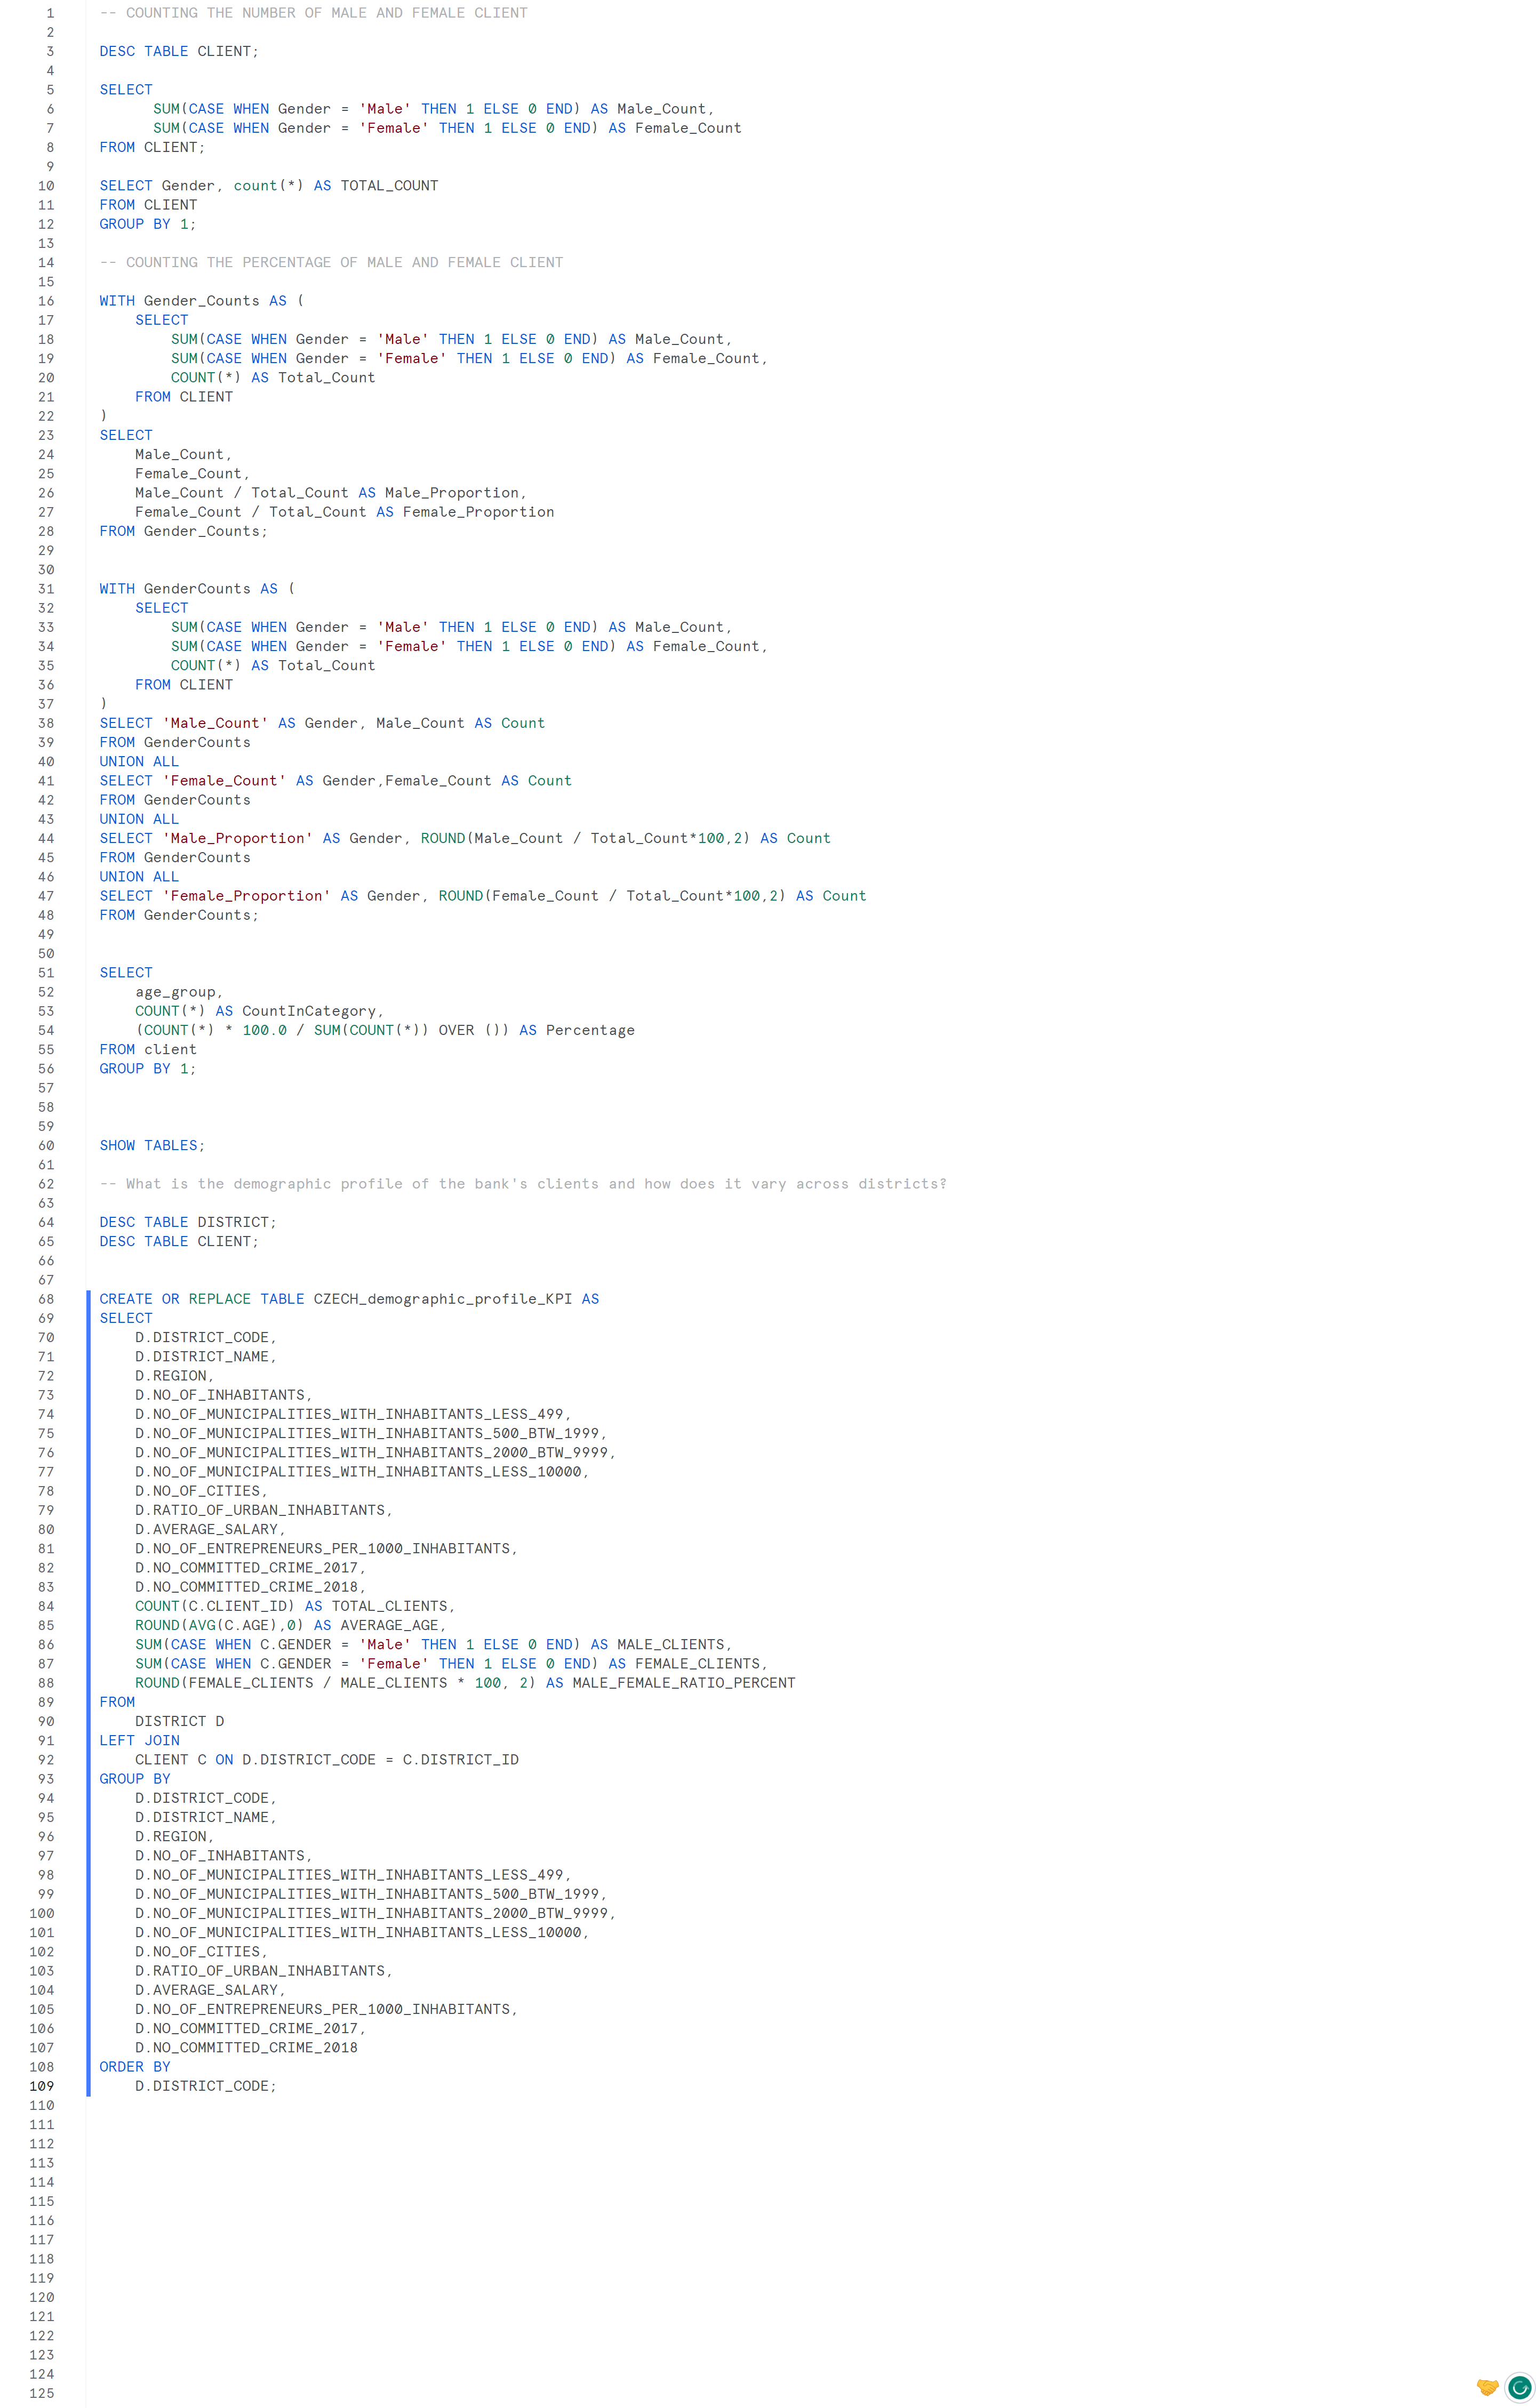 1 -- COUNTING THE NUMBER OF MALE AND FEMALE CLIENT
2
3 DESC TABLE CLIENT;
4
5 SELECT
6       SUM(CASE WHEN Gender = 'Male' THEN 1 ELSE 0 END) AS Male_Count,
7       SUM(CASE WHEN Gender = 'Female' THEN 1 ELSE 0 END) AS Female_Count
8 FROM CLIENT;
9
10 SELECT Gender, count(*) AS TOTAL_COUNT
11 FROM CLIENT
12 GROUP BY 1;
13
14 -- COUNTING THE PERCENTAGE OF MALE AND FEMALE CLIENT
15
16 WITH Gender_Counts AS (
17     SELECT
18         SUM(CASE WHEN Gender = 'Male' THEN 1 ELSE 0 END) AS Male_Count,
19         SUM(CASE WHEN Gender = 'Female' THEN 1 ELSE 0 END) AS Female_Count,
20         COUNT(*) AS Total_Count
21     FROM CLIENT
22 )
23 SELECT
24     Male_Count,
25     Female_Count,
26     Male_Count / Total_Count AS Male_Proportion,
27     Female_Count / Total_Count AS Female_Proportion
28 FROM Gender_Counts;
29
30
31 WITH GenderCounts AS (
32     SELECT
33         SUM(CASE WHEN Gender = 'Male' THEN 1 ELSE 0 END) AS Male_Count,
34         SUM(CASE WHEN Gender = 'Female' THEN 1 ELSE 0 END) AS Female_Count,
35         COUNT(*) AS Total_Count
36     FROM CLIENT
37 )
38 SELECT 'Male_Count' AS Gender, Male_Count AS Count
39 FROM GenderCounts
40 UNION ALL
41 SELECT 'Female_Count' AS Gender,Female_Count AS Count
42 FROM GenderCounts
43 UNION ALL
44 SELECT 'Male_Proportion' AS Gender, ROUND(Male_Count / Total_Count*100,2) AS Count
45 FROM GenderCounts
46 UNION ALL
47 SELECT 'Female_Proportion' AS Gender, ROUND(Female_Count / Total_Count*100,2) AS Count
48 FROM GenderCounts;
49
50
51 SELECT
52     age_group,
53     COUNT(*) AS CountInCategory,
54     (COUNT(*) * 100.0 / SUM(COUNT(*)) OVER ()) AS Percentage
55 FROM client
56 GROUP BY 1;
57
58
59
60 SHOW TABLES;
61
62 -- What is the demographic profile of the bank's clients and how does it vary across districts?
63
64 DESC TABLE DISTRICT;
65 DESC TABLE CLIENT;
66
67
68 CREATE OR REPLACE TABLE CZECH_demographic_profile_KPI AS
69 SELECT
70     D.DISTRICT_CODE,
71     D.DISTRICT_NAME,
72     D.REGION,
73     D.NO_OF_INHABITANTS,
74     D.NO_OF_MUNICIPALITIES_WITH_INHABITANTS_LESS_499,
75     D.NO_OF_MUNICIPALITIES_WITH_INHABITANTS_500_BTW_1999,
76     D.NO_OF_MUNICIPALITIES_WITH_INHABITANTS_2000_BTW_9999,
77     D.NO_OF_MUNICIPALITIES_WITH_INHABITANTS_LESS_10000,
78     D.NO_OF_CITIES,
79     D.RATIO_OF_URBAN_INHABITANTS,
80     D.AVERAGE_SALARY,
81     D.NO_OF_ENTREPRENEURS_PER_1000_INHABITANTS,
82     D.NO_COMMITTED_CRIME_2017,
83     D.NO_COMMITTED_CRIME_2018,
84     COUNT(C.CLIENT_ID) AS TOTAL_CLIENTS,
85     ROUND(AVG(C.AGE),0) AS AVERAGE_AGE,
86     SUM(CASE WHEN C.GENDER = 'Male' THEN 1 ELSE 0 END) AS MALE_CLIENTS,
87     SUM(CASE WHEN C.GENDER = 'Female' THEN 1 ELSE 0 END) AS FEMALE_CLIENTS,
88     ROUND(FEMALE_CLIENTS / MALE_CLIENTS * 100, 2) AS MALE_FEMALE_RATIO_PERCENT
89 FROM
90     DISTRICT D
91 LEFT JOIN
92     CLIENT C ON D.DISTRICT_CODE = C.DISTRICT_ID
93 GROUP BY
94     D.DISTRICT_CODE,
95     D.DISTRICT_NAME,
96     D.REGION,
97     D.NO_OF_INHABITANTS,
98     D.NO_OF_MUNICIPALITIES_WITH_INHABITANTS_LESS_499,
99     D.NO_OF_MUNICIPALITIES_WITH_INHABITANTS_500_BTW_1999,
100     D.NO_OF_MUNICIPALITIES_WITH_INHABITANTS_2000_BTW_9999,
101     D.NO_OF_MUNICIPALITIES_WITH_INHABITANTS_LESS_10000,
102     D.NO_OF_CITIES,
103     D.RATIO_OF_URBAN_INHABITANTS,
104     D.AVERAGE_SALARY,
105     D.NO_OF_ENTREPRENEURS_PER_1000_INHABITANTS,
106     D.NO_COMMITTED_CRIME_2017,
107     D.NO_COMMITTED_CRIME_2018
108 ORDER BY
109     D.DISTRICT_CODE;
110
111
112
113
114
115
116
117
118
119
120
121
122
123
124
125